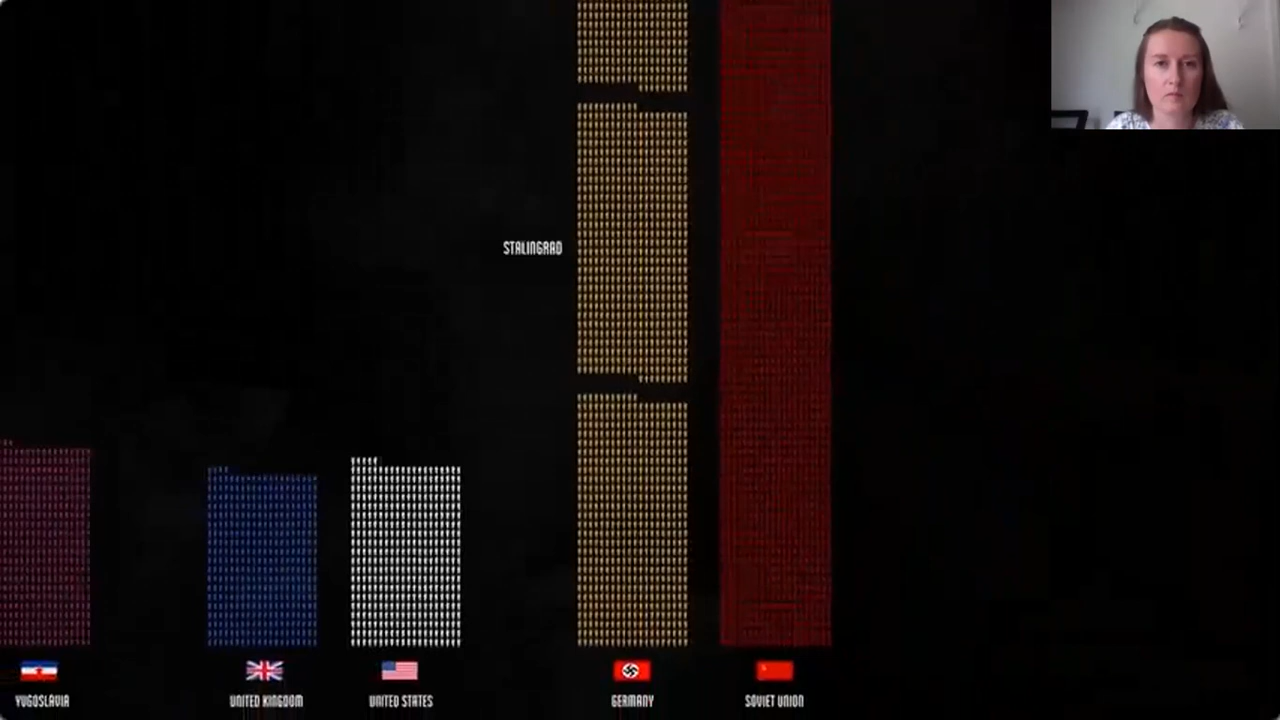 STALINGRAD
YUGOSLAVIA
UNITED KINGDOM
UNITED STATES
GERMANY
SOVIET UNION